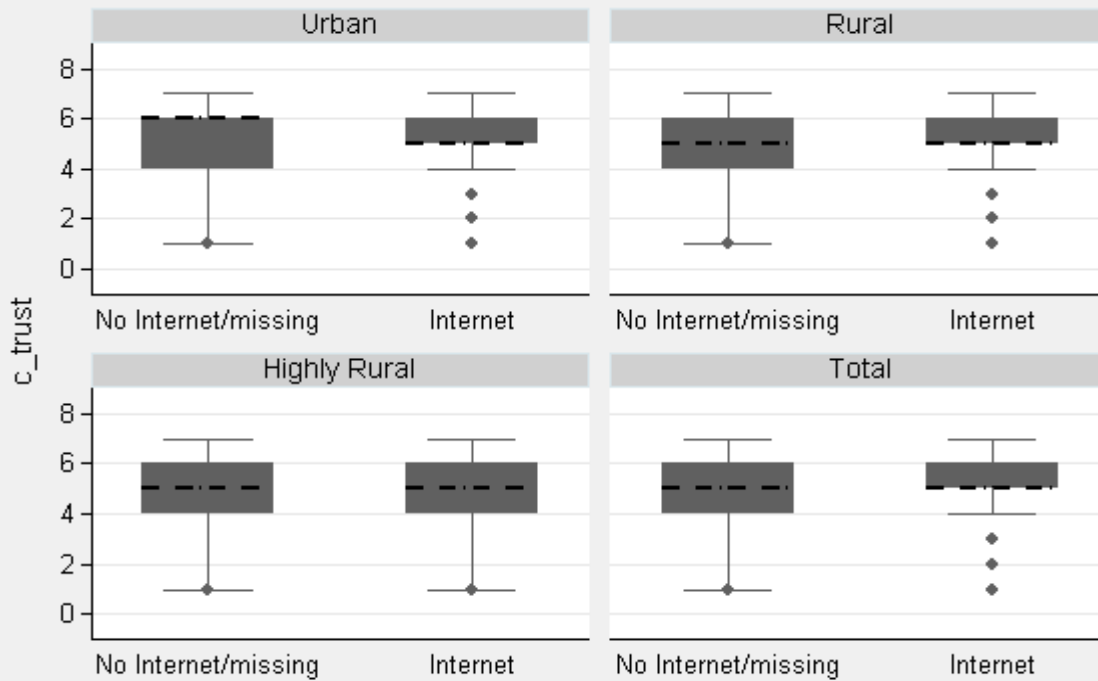 Urban
Rural
c_trust
8
6
4
2
0
No Internet/missing
Internet
No Internet/missing
Internet
Highly Rural
Total
8
6
4
2
0
No Internet/missing
Internet
No Internet/missing
Internet